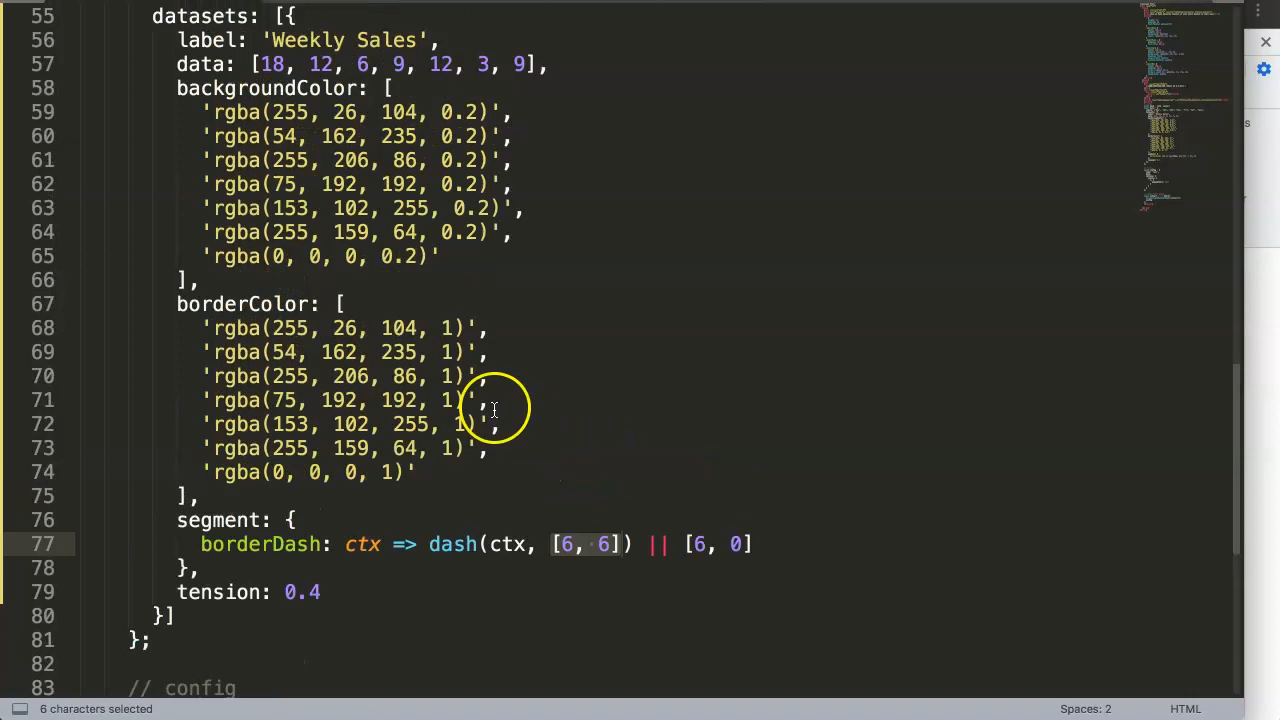 55 datasets: [{
56 label: 'Weekly Sales',
57 data: [18, 12, 6, 9, 12, 3, 9],
58 backgroundColor: [
59 'rgba(255, 26, 104, 0.2)',
60 'rgba(54, 162, 235, 0.2)',
61 'rgba(255, 206, 86, 0.2)',
62 'rgba(75, 192, 192, 0.2)',
63 'rgba(153, 102, 255, 0.2)',
64 'rgba(255, 159, 64, 0.2)',
65 'rgba(0, 0, 0, 0.2)'
66 ],
67 borderColor: [
68 'rgba(255, 26, 104, 1)',
69 'rgba(54, 162, 235, 1)',
70 'rgba(255, 206, 86, 1)',
71 'rgba(75, 192, 192, 1)',
72 'rgba(153, 102, 255, 1)',
73 'rgba(255, 159, 64, 1)',
74 'rgba(0, 0, 0, 1)'
75 ],
76 segment: {
77 borderDash: ctx => dash(ctx, [6, 6]) || [6, 0]
78 },
79 tension: 0.4
80 }]
81 };
82
83 // config
6 characters selected Spaces: 2 HTML